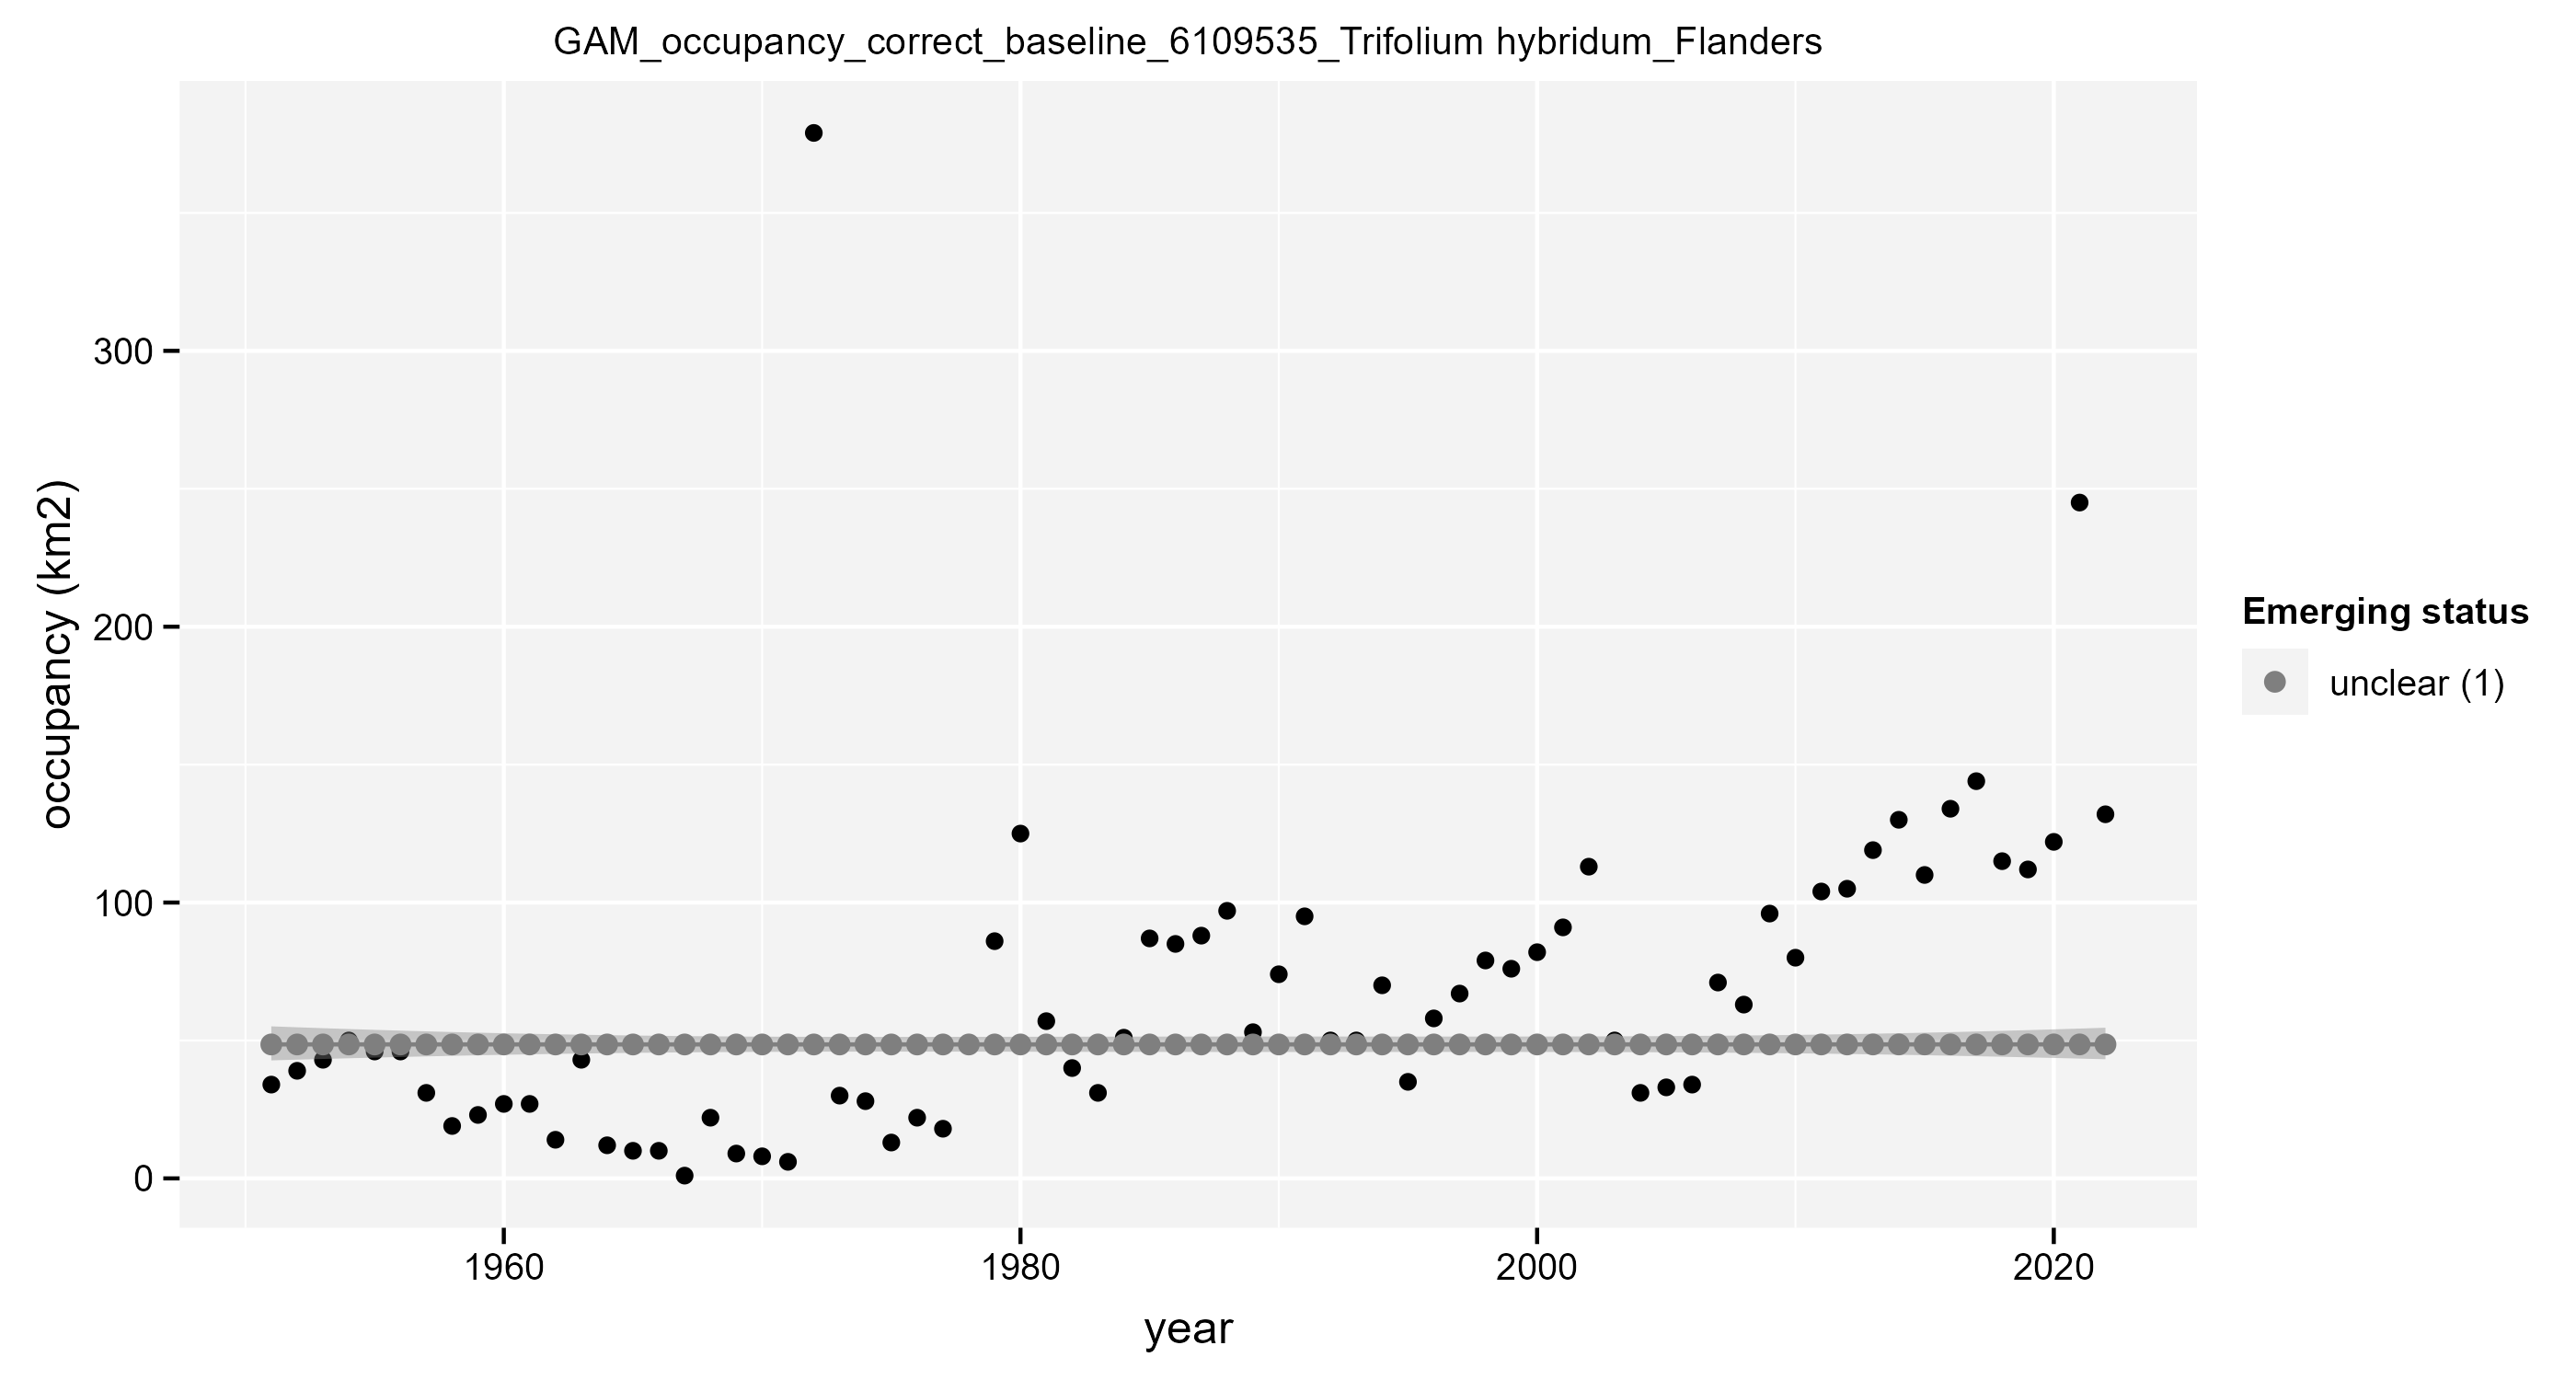 GAM_occupancy_correct_baseline_6109535_Trifolium hybridum_Flanders
occupancy (km2)
300
200
100
0
1960
1980
2000
2020
year
Emerging status
unclear (1)